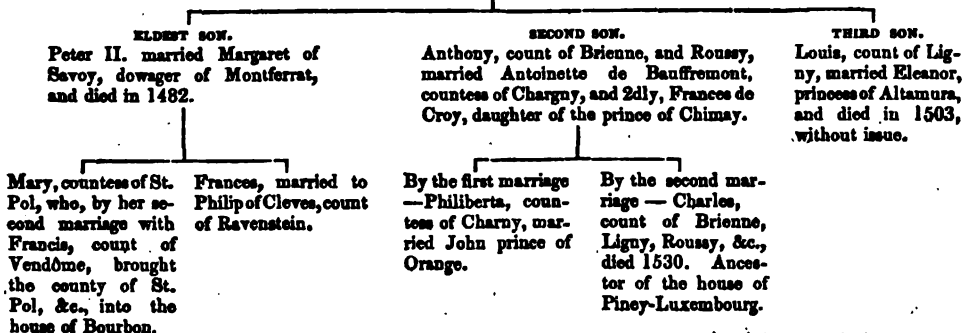 ELDEST SON.
Peter II. married Margaret of
Savoy, dowager of Montferrat,
and died in 1482.
SECOND SON.
Anthony, count of Brienne, and Roussy,
married Antoinette de Bauffremont,
countess of Chargny, and 2dly, Frances de
Croy, daughter of the prince of Chimay.
THIRD SON.
Louis, count of Lig-
ny, married Eleanor,
princess of Altamura,
and died in 1503,
without issue.
Mary, countess of St.
Pol, who, by her se-
cond marriage with
Francis, count of
Vendôme, brought
the county of St.
Pol, &c., into the
house of Bourbon.
Frances, married to
Philip of Cleves, count
of Ravenstein.
By the first marriage
—Philiberta, coun-
tess of Charny, mar-
ried John prince of
Orange.
By the second mar-
riage — Charles,
count of Brienne,
Ligny, Roussy, &c.,
died 1530. Ances-
tor of the house of
Piney-Luxembourg.